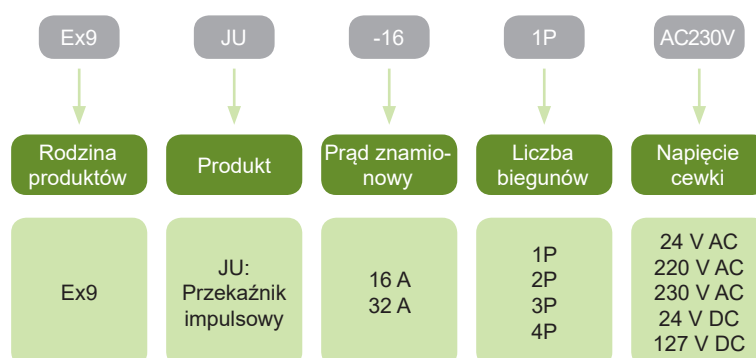 Ex9
JU
-16
1P
AC230V
Rodzina
produktów
Produkt
Prąd znamio-
nowy
Liczba
biegunów
Napięcie
cewki
Ex9
JU:
Przekaźnik
impulsowy
16 A
32 A
1P
2P
3P
4P
24 V AC
220 V AC
230 V AC
24 V DC
127 V DC